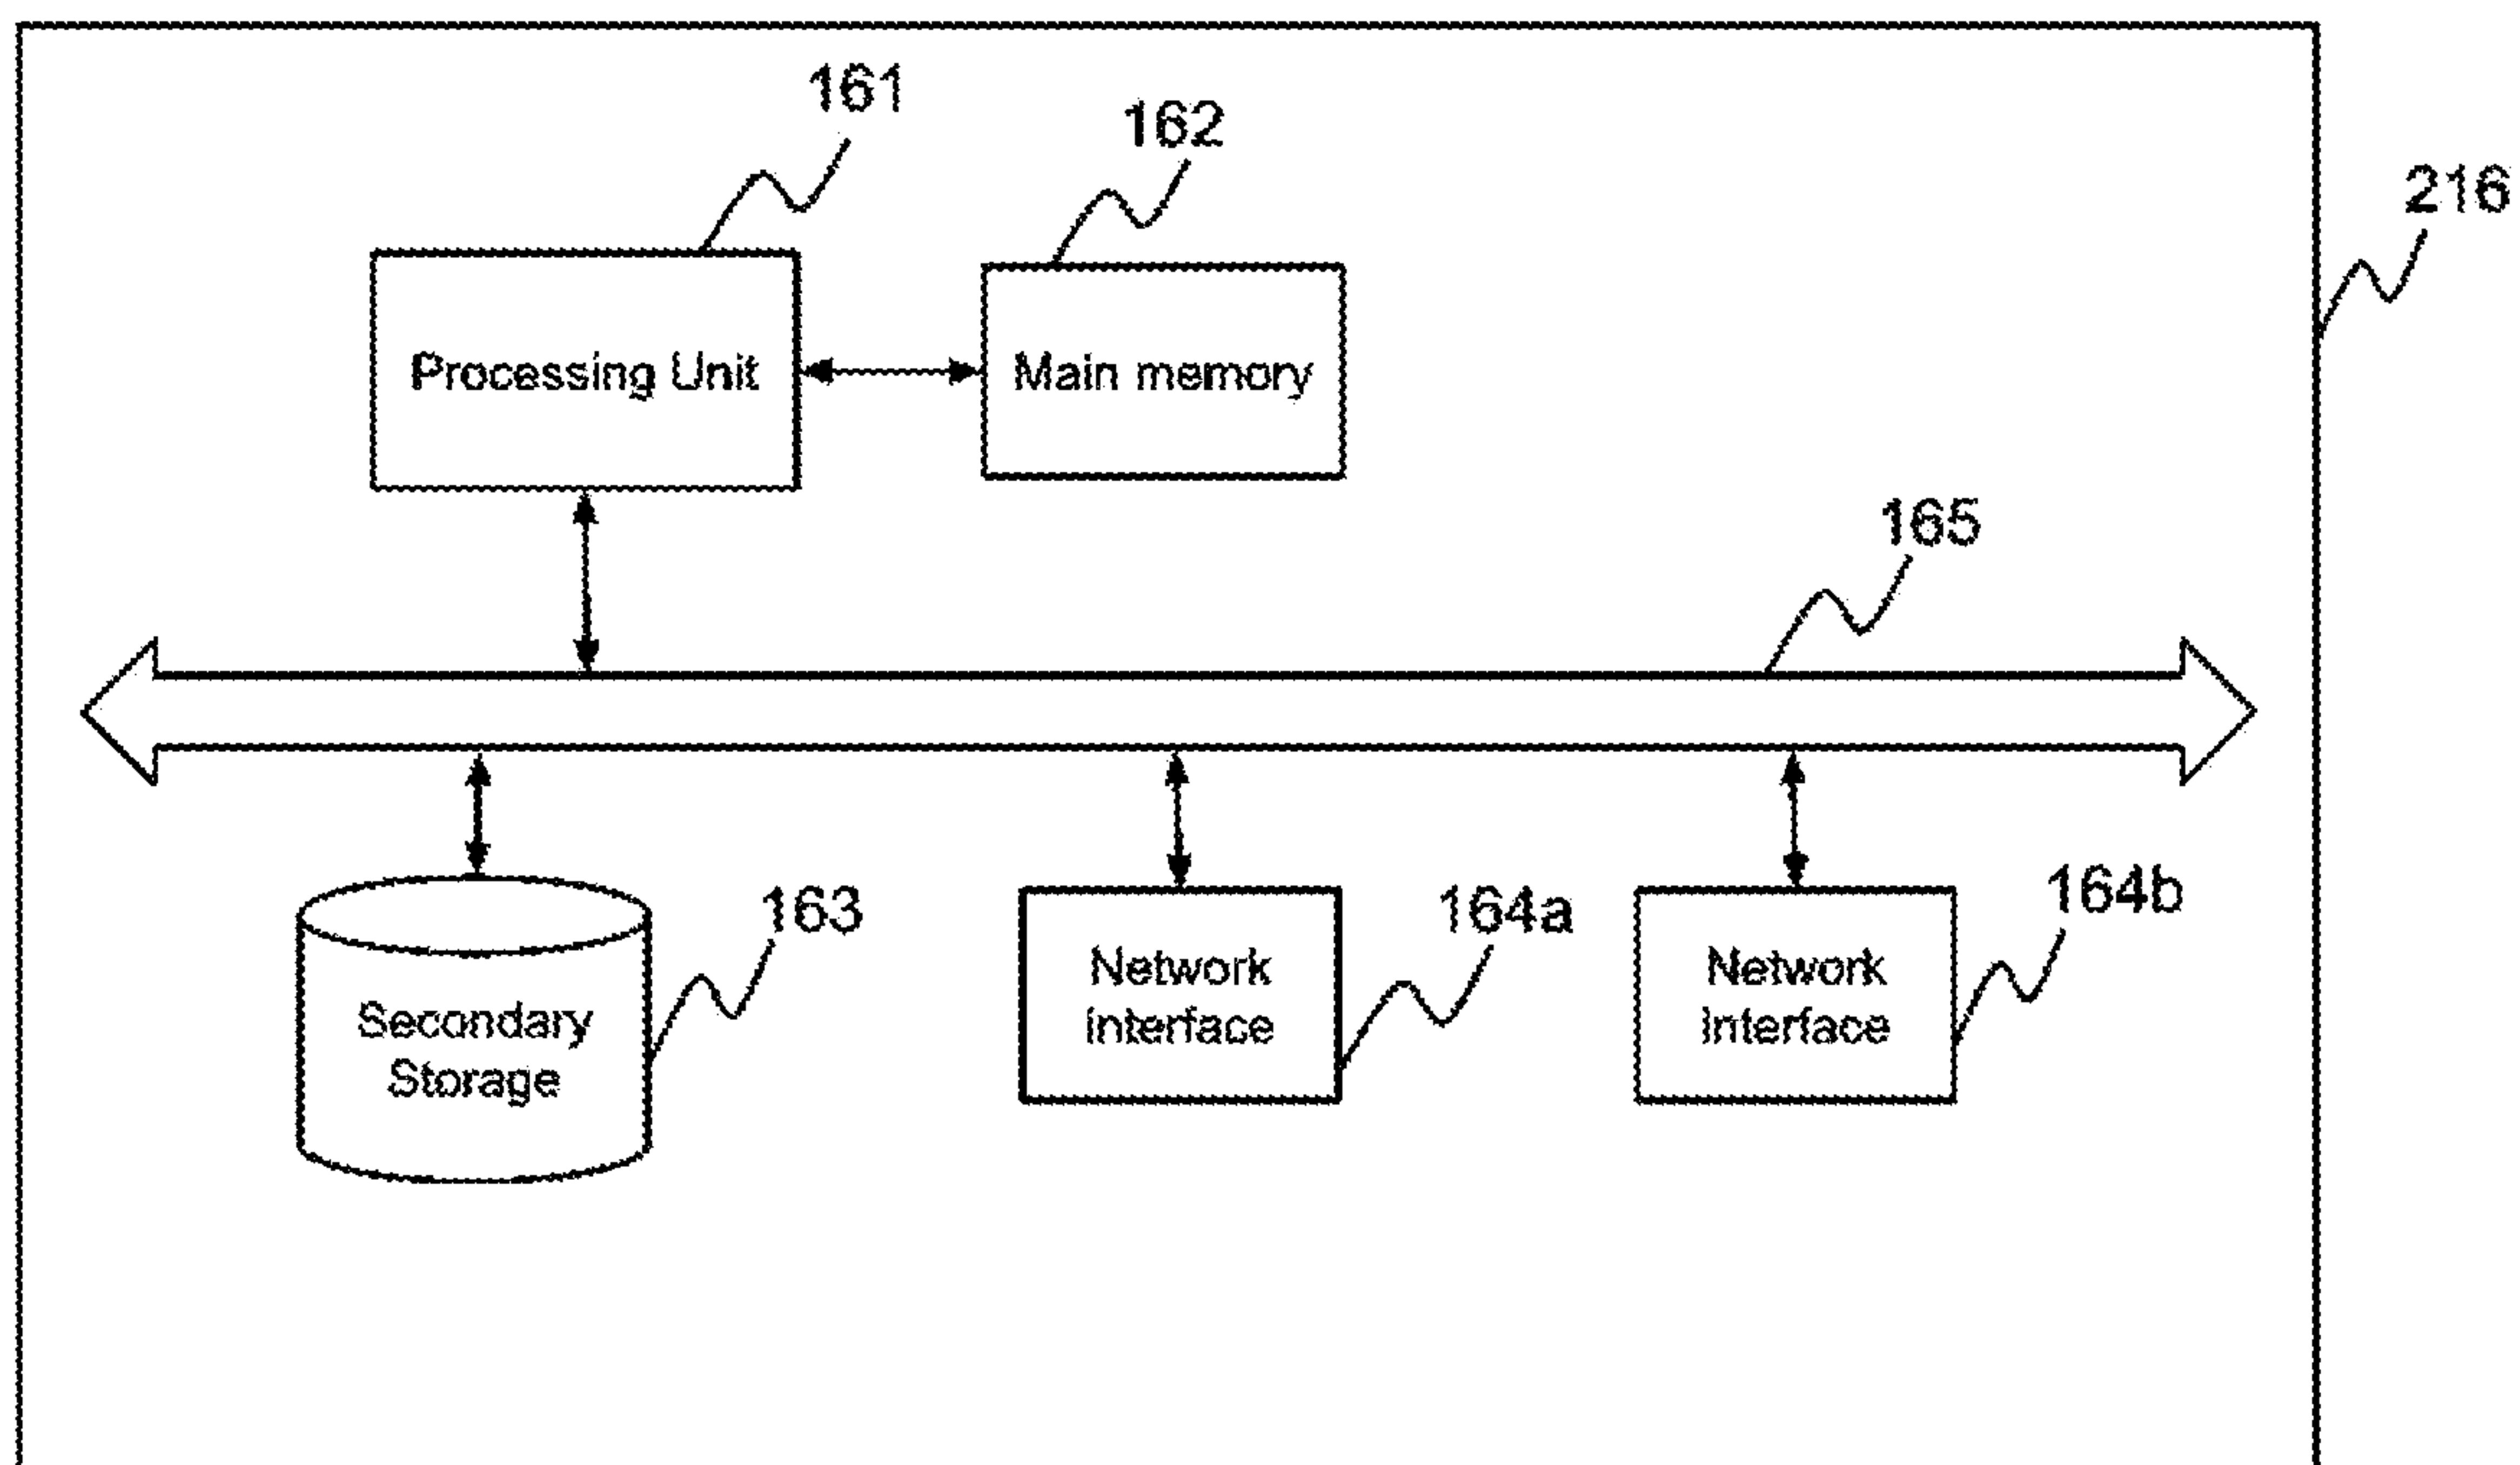 161
162
216
Processing Unit
Main memory
165
163
164a
164b
Network
Interface
Network
Interface
Secondary
Storage